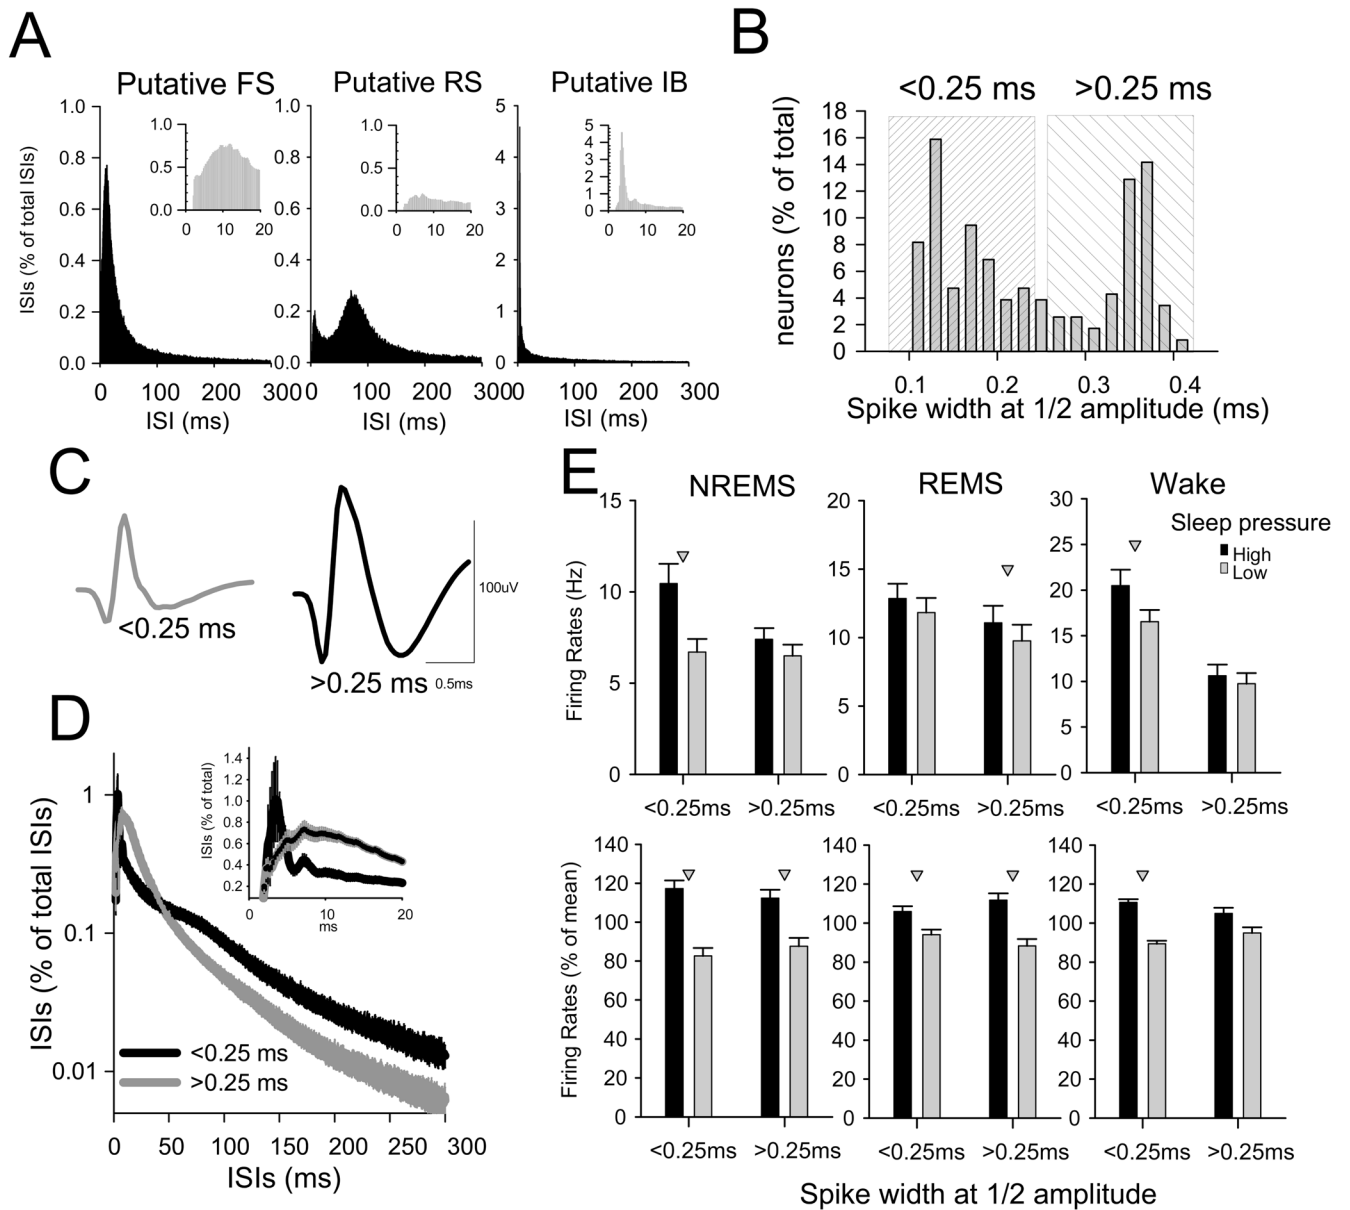 A
Putative FS
Putative RS
Putative IB
ISIs (% of total ISIs)
1.0
0.8
0.6
0.4
0.2
0.0
0
100
200
300
ISI (ms)
1.0
0.5
0.0
0
10
20
1.0
0.8
0.6
0.4
0.2
0.0
0
100
200
300
ISI (ms)
1.0
0.5
0.0
0
10
20
5
4
3
2
1
0
0
100
200
300
ISI (ms)
5
4
3
2
1
0
0
10
20
B
<0.25 ms
>0.25 ms
neurons (% of total)
18
16
14
12
10
8
6
4
2
0
0.1
0.2
0.3
0.4
Spike width at 1/2 amplitude (ms)
C
<0.25 ms
>0.25 ms
100uV
0.5ms
D
ISIs (% of total ISIs)
1
0.1
0.01
0
50
100
150
200
250
300
ISIs (ms)
<0.25 ms
>0.25 ms
ISIs (% of total)
1.4
1.2
1.0
0.8
0.6
0.4
0.2
0
10
20
ms
E
NREMS
REMS
Wake
Sleep pressure
High
Low
Firing Rates (Hz)
15
10
5
0
<0.25ms
>0.25ms
20
15
10
5
0
<0.25ms
>0.25ms
30
25
20
15
10
5
0
<0.25ms
>0.25ms
Firing Rates (% of mean)
140
120
100
80
60
40
20
0
<0.25ms
>0.25ms
140
120
100
80
60
40
20
0
<0.25ms
>0.25ms
140
120
100
80
60
40
20
0
<0.25ms
>0.25ms
Spike width at 1/2 amplitude